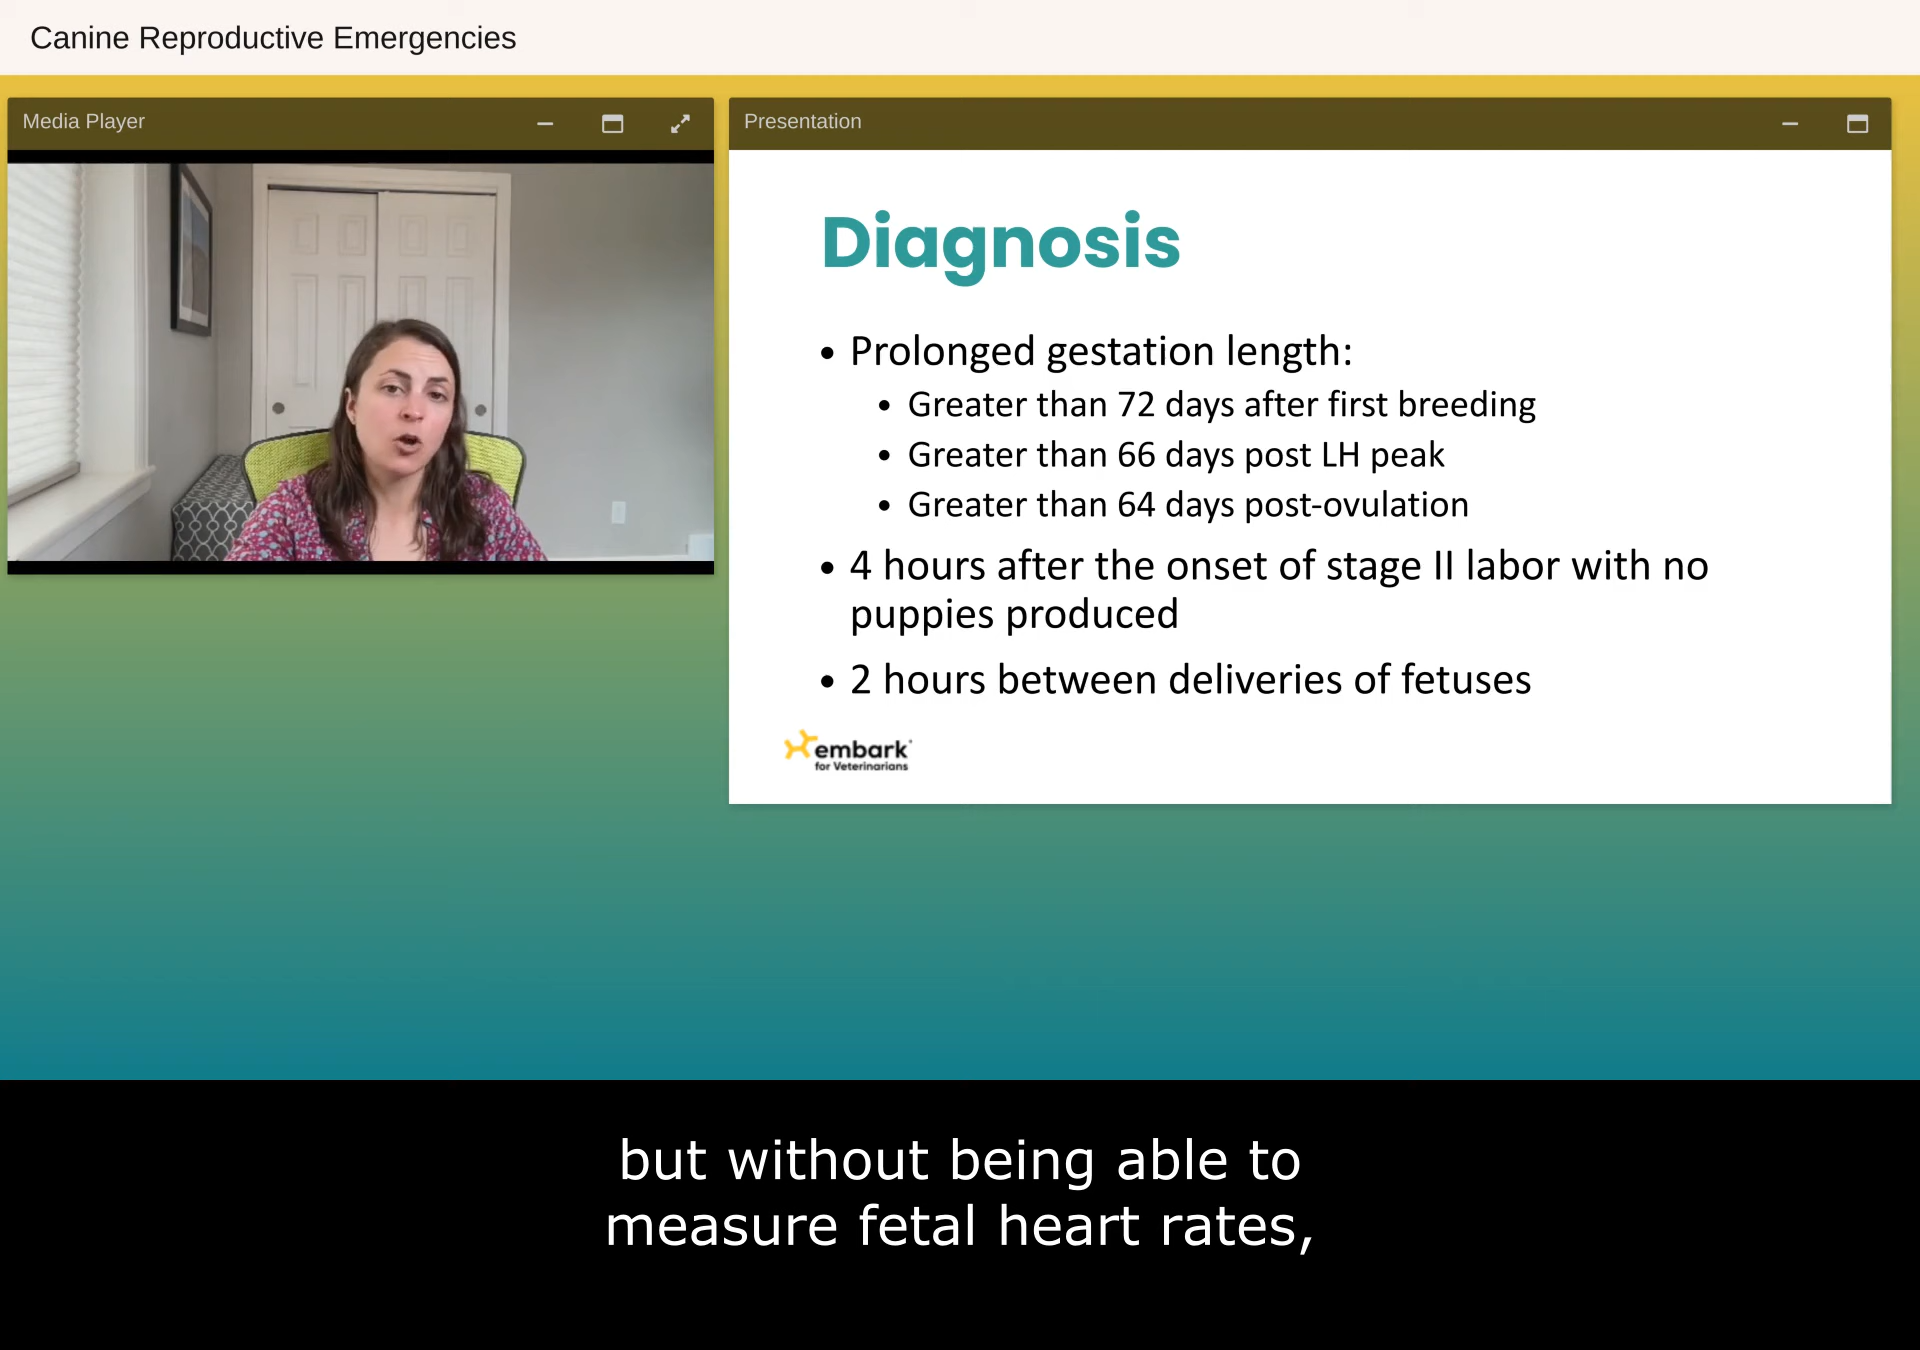 Canine Reproductive Emergencies
Media Player
Presentation
Diagnosis
• Prolonged gestation length:
• Greater than 72 days after first breeding
• Greater than 66 days post LH peak
• Greater than 64 days post-ovulation
• 4 hours after the onset of stage II labor with no
puppies produced
• 2 hours between deliveries of fetuses
embark
for Veterinarians
but without being able to
measure fetal heart rates,